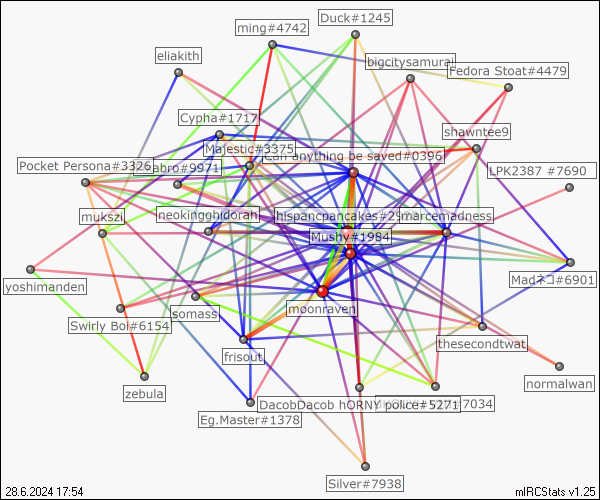 Duck#1245
ming#4742
bigcitysamurai
eliakith
Fedora Stoat#4479
Cypha#1717
shawntee9
Majestic#3375
Can anything be saved#0396
Pocket Persona#3326
abro#9971
LPK2387 #7690
mukszi
neokingghidorah
hispancpancakes#29
marcemadness
Mushy#1984
Madネコ#6901
yoshimanden
lsomass
moonraven
Swirly Boi#6154
frisout
thesecondtwat
zebula
normalwan
DacobDacob hORNY police#5271
7034
Eg.Master#1378
Silver#7938
28.6.2024 17:54
mIRCStats v1.25